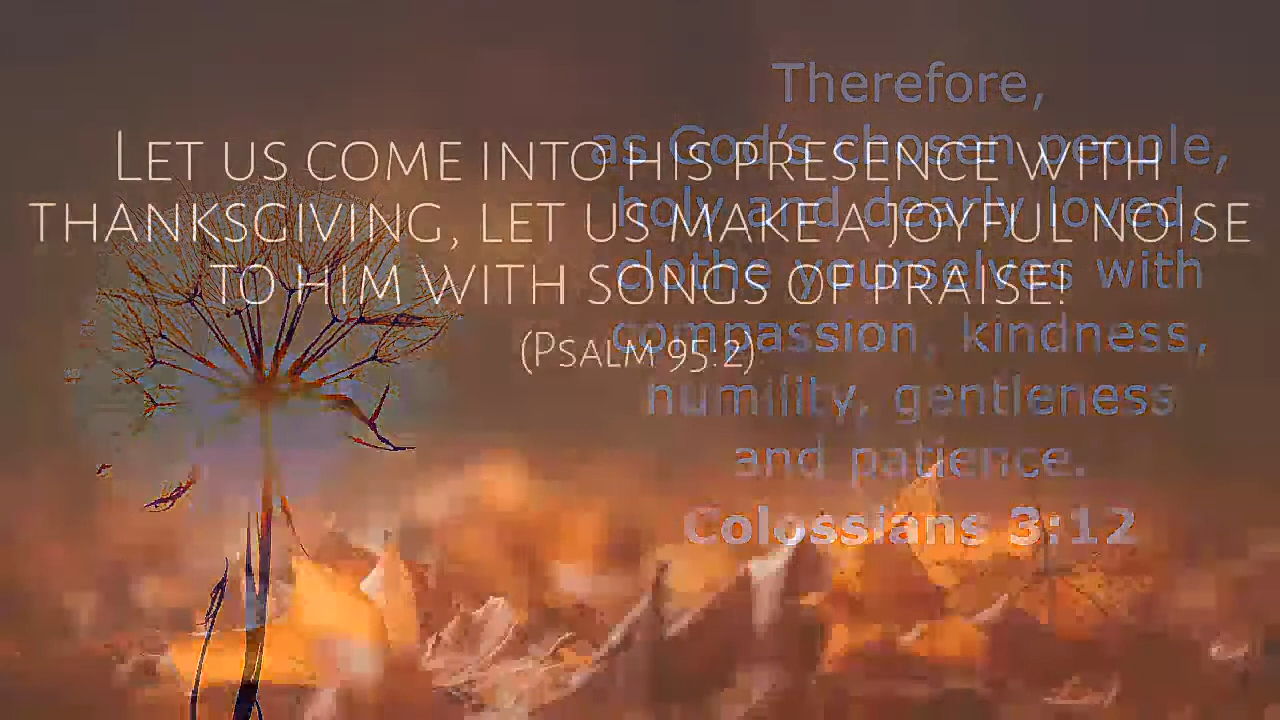 Let us come into his presence with
thanksgiving, let us make a joyful noise
to him with songs of praise!
(Psalm 95:2)
Therefore,
as God's chosen people,
holy and dearly loved,
clothe yourselves with
compassion, kindness,
humility, gentleness
and patience.
Colossians 3:12